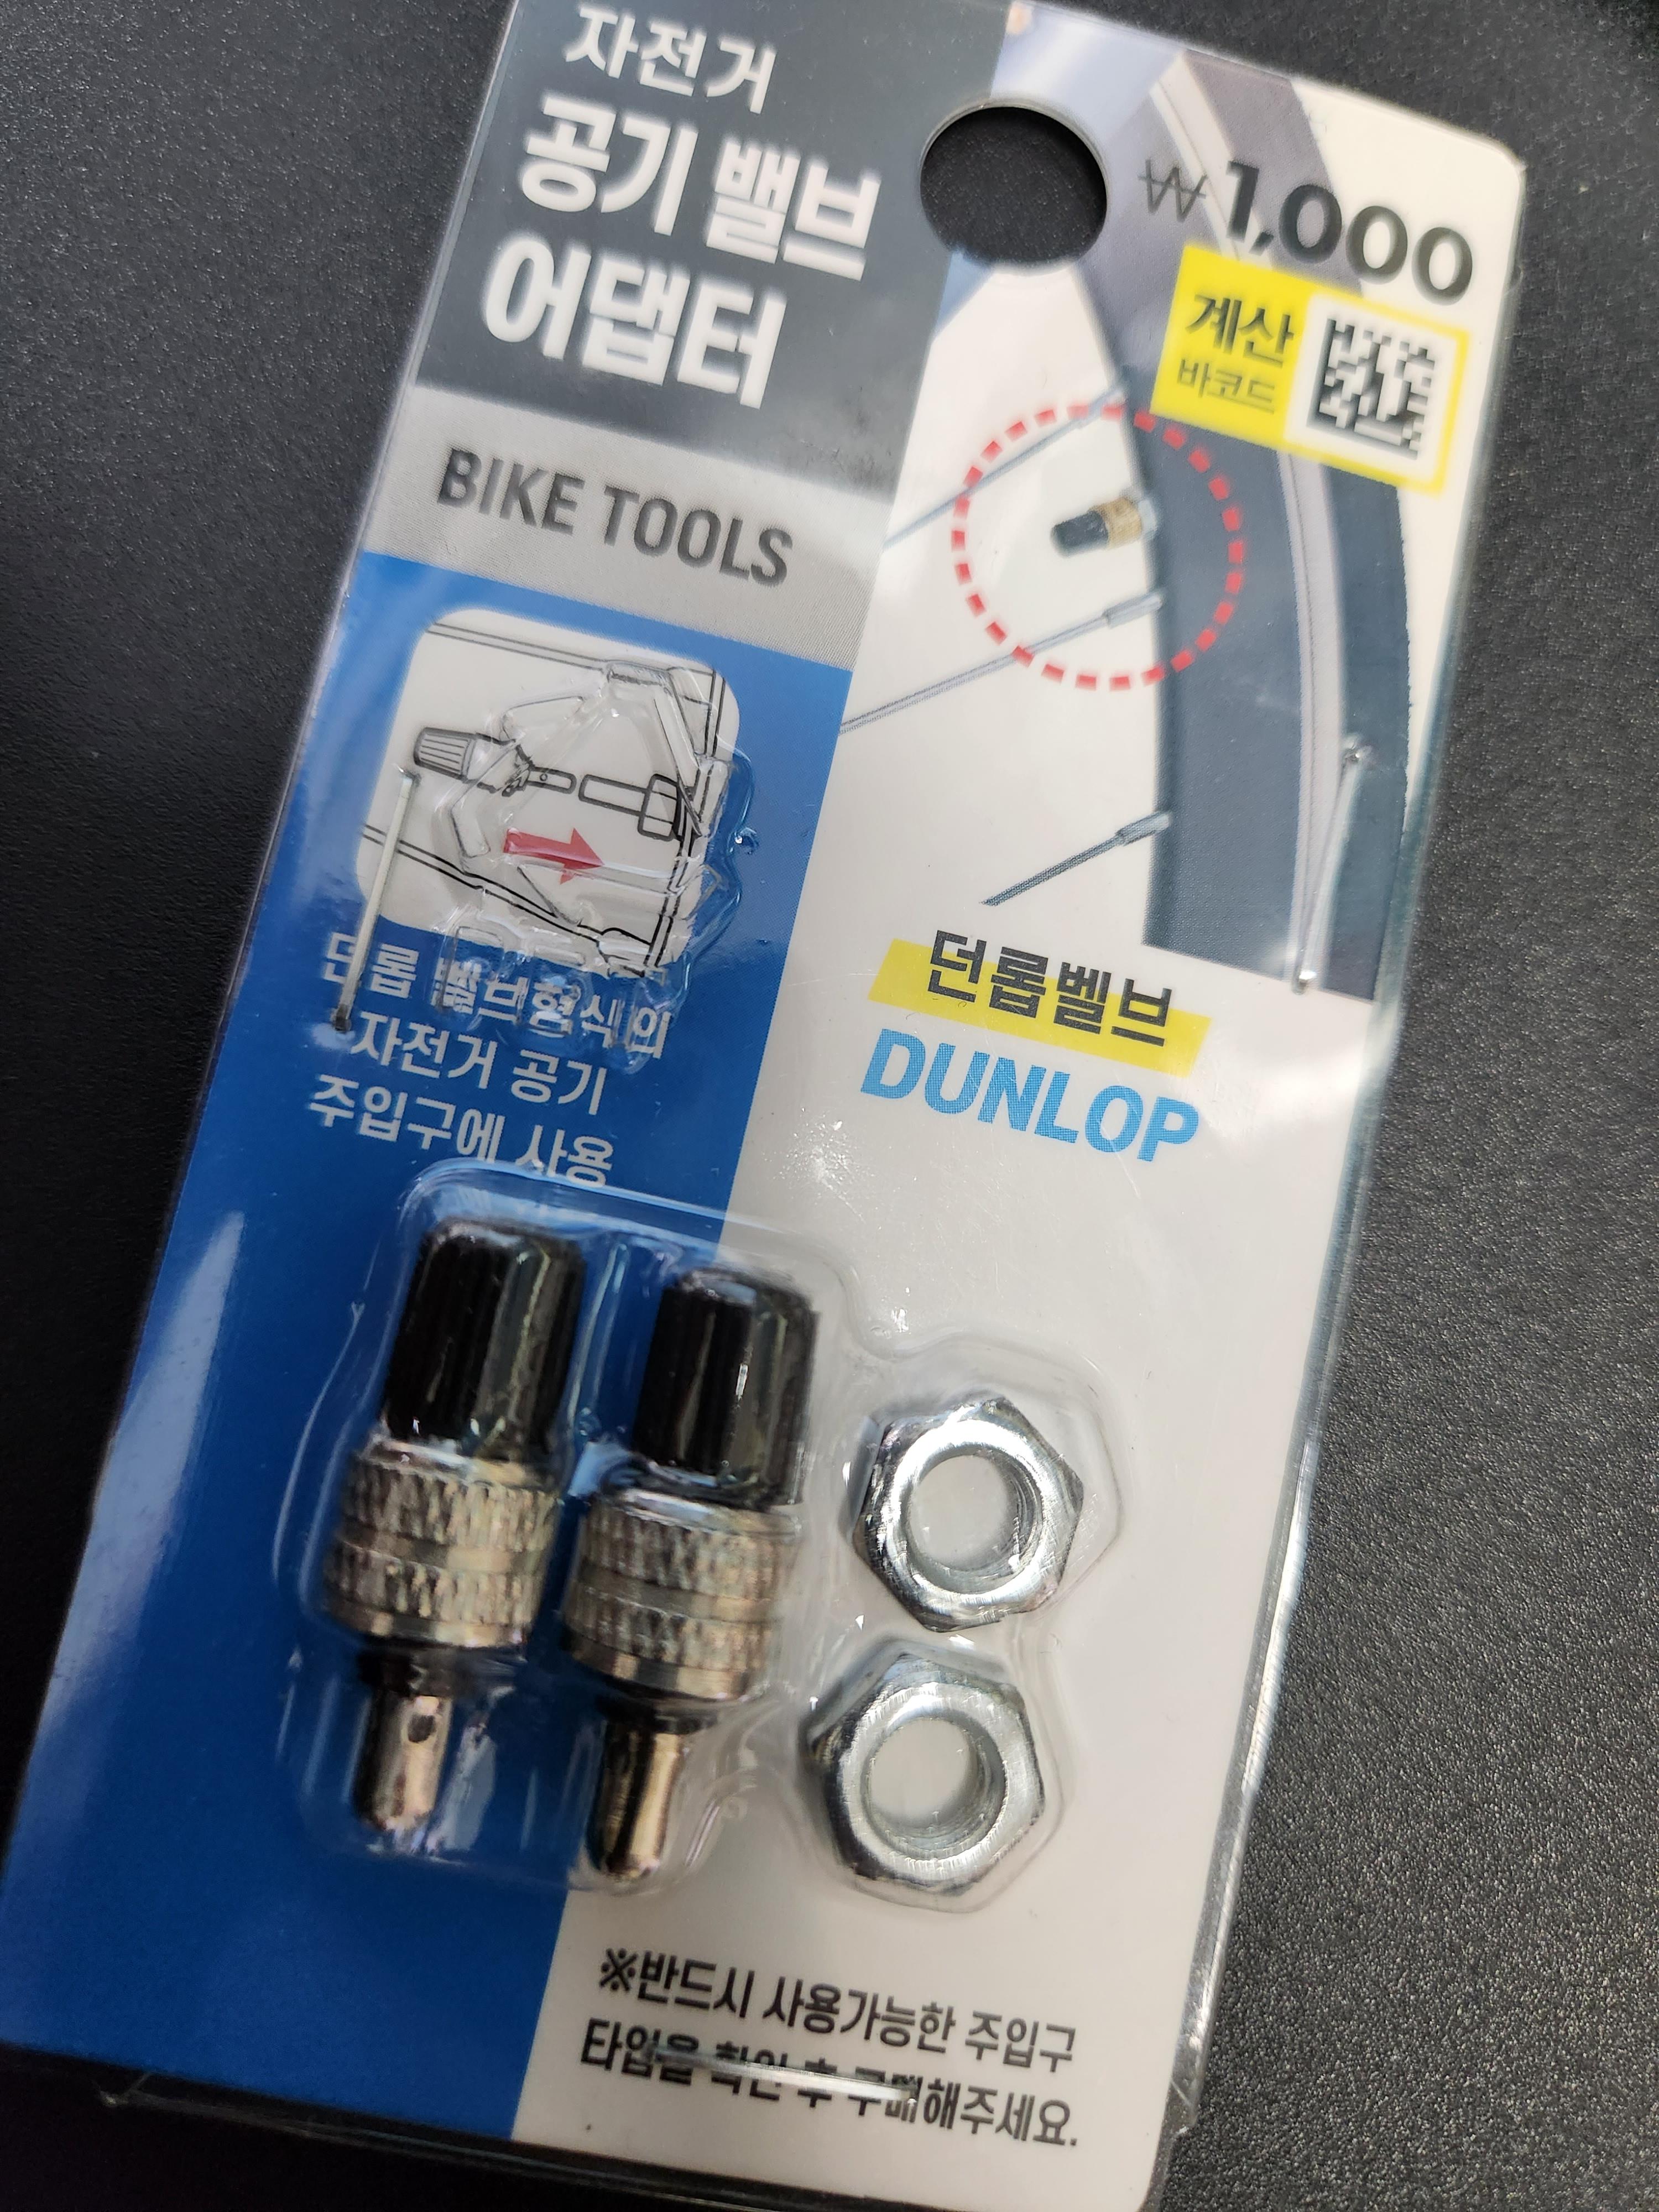 자전거
공기 밸브
어댑터
₩1,000
계산
바코드
BIKE TOOLS
던롭 밸브형식의
자전거 공기
주입구에 사용
던롭벨브
DUNLOP
※반드시 사용가능한 주입구
타입을 확인 후 구매해주세요.